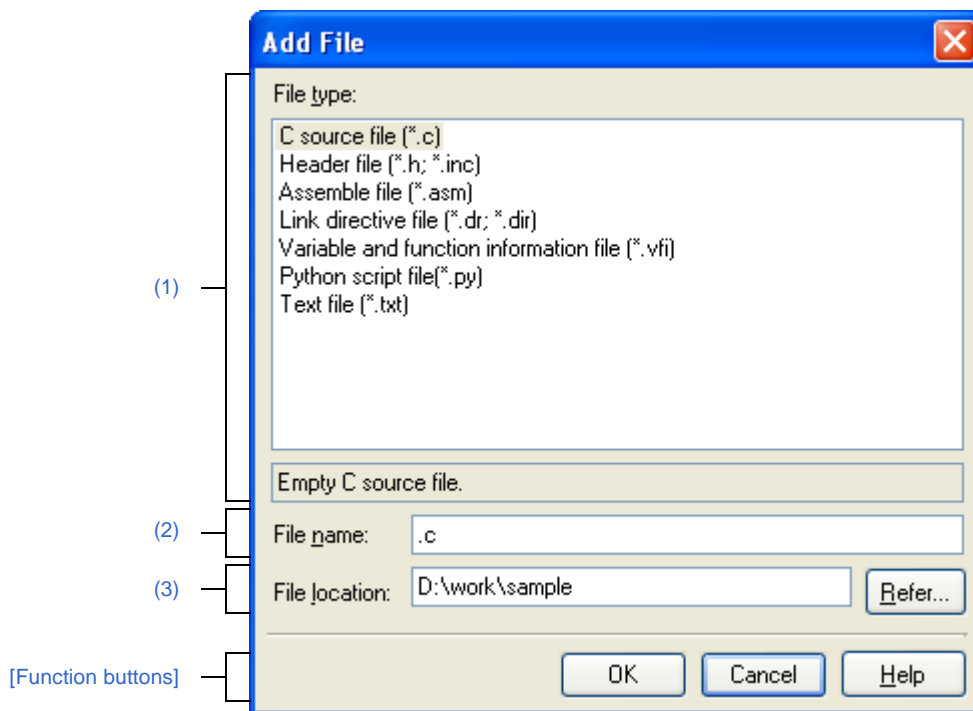 Add File
File type:
C source file (*.c)
Header file (*.h; *.inc)
Assemble file (*.asm)
Link directive file (*.dr; *.dir)
Variable and function information file (*.vfi)
Python script file(*.py)
Text file (*.txt)
(1)
Empty C source file.
(2)
File name:
.c
(3)
File location:
D:\work\sample
Refer...
[Function buttons]
OK
Cancel
Help